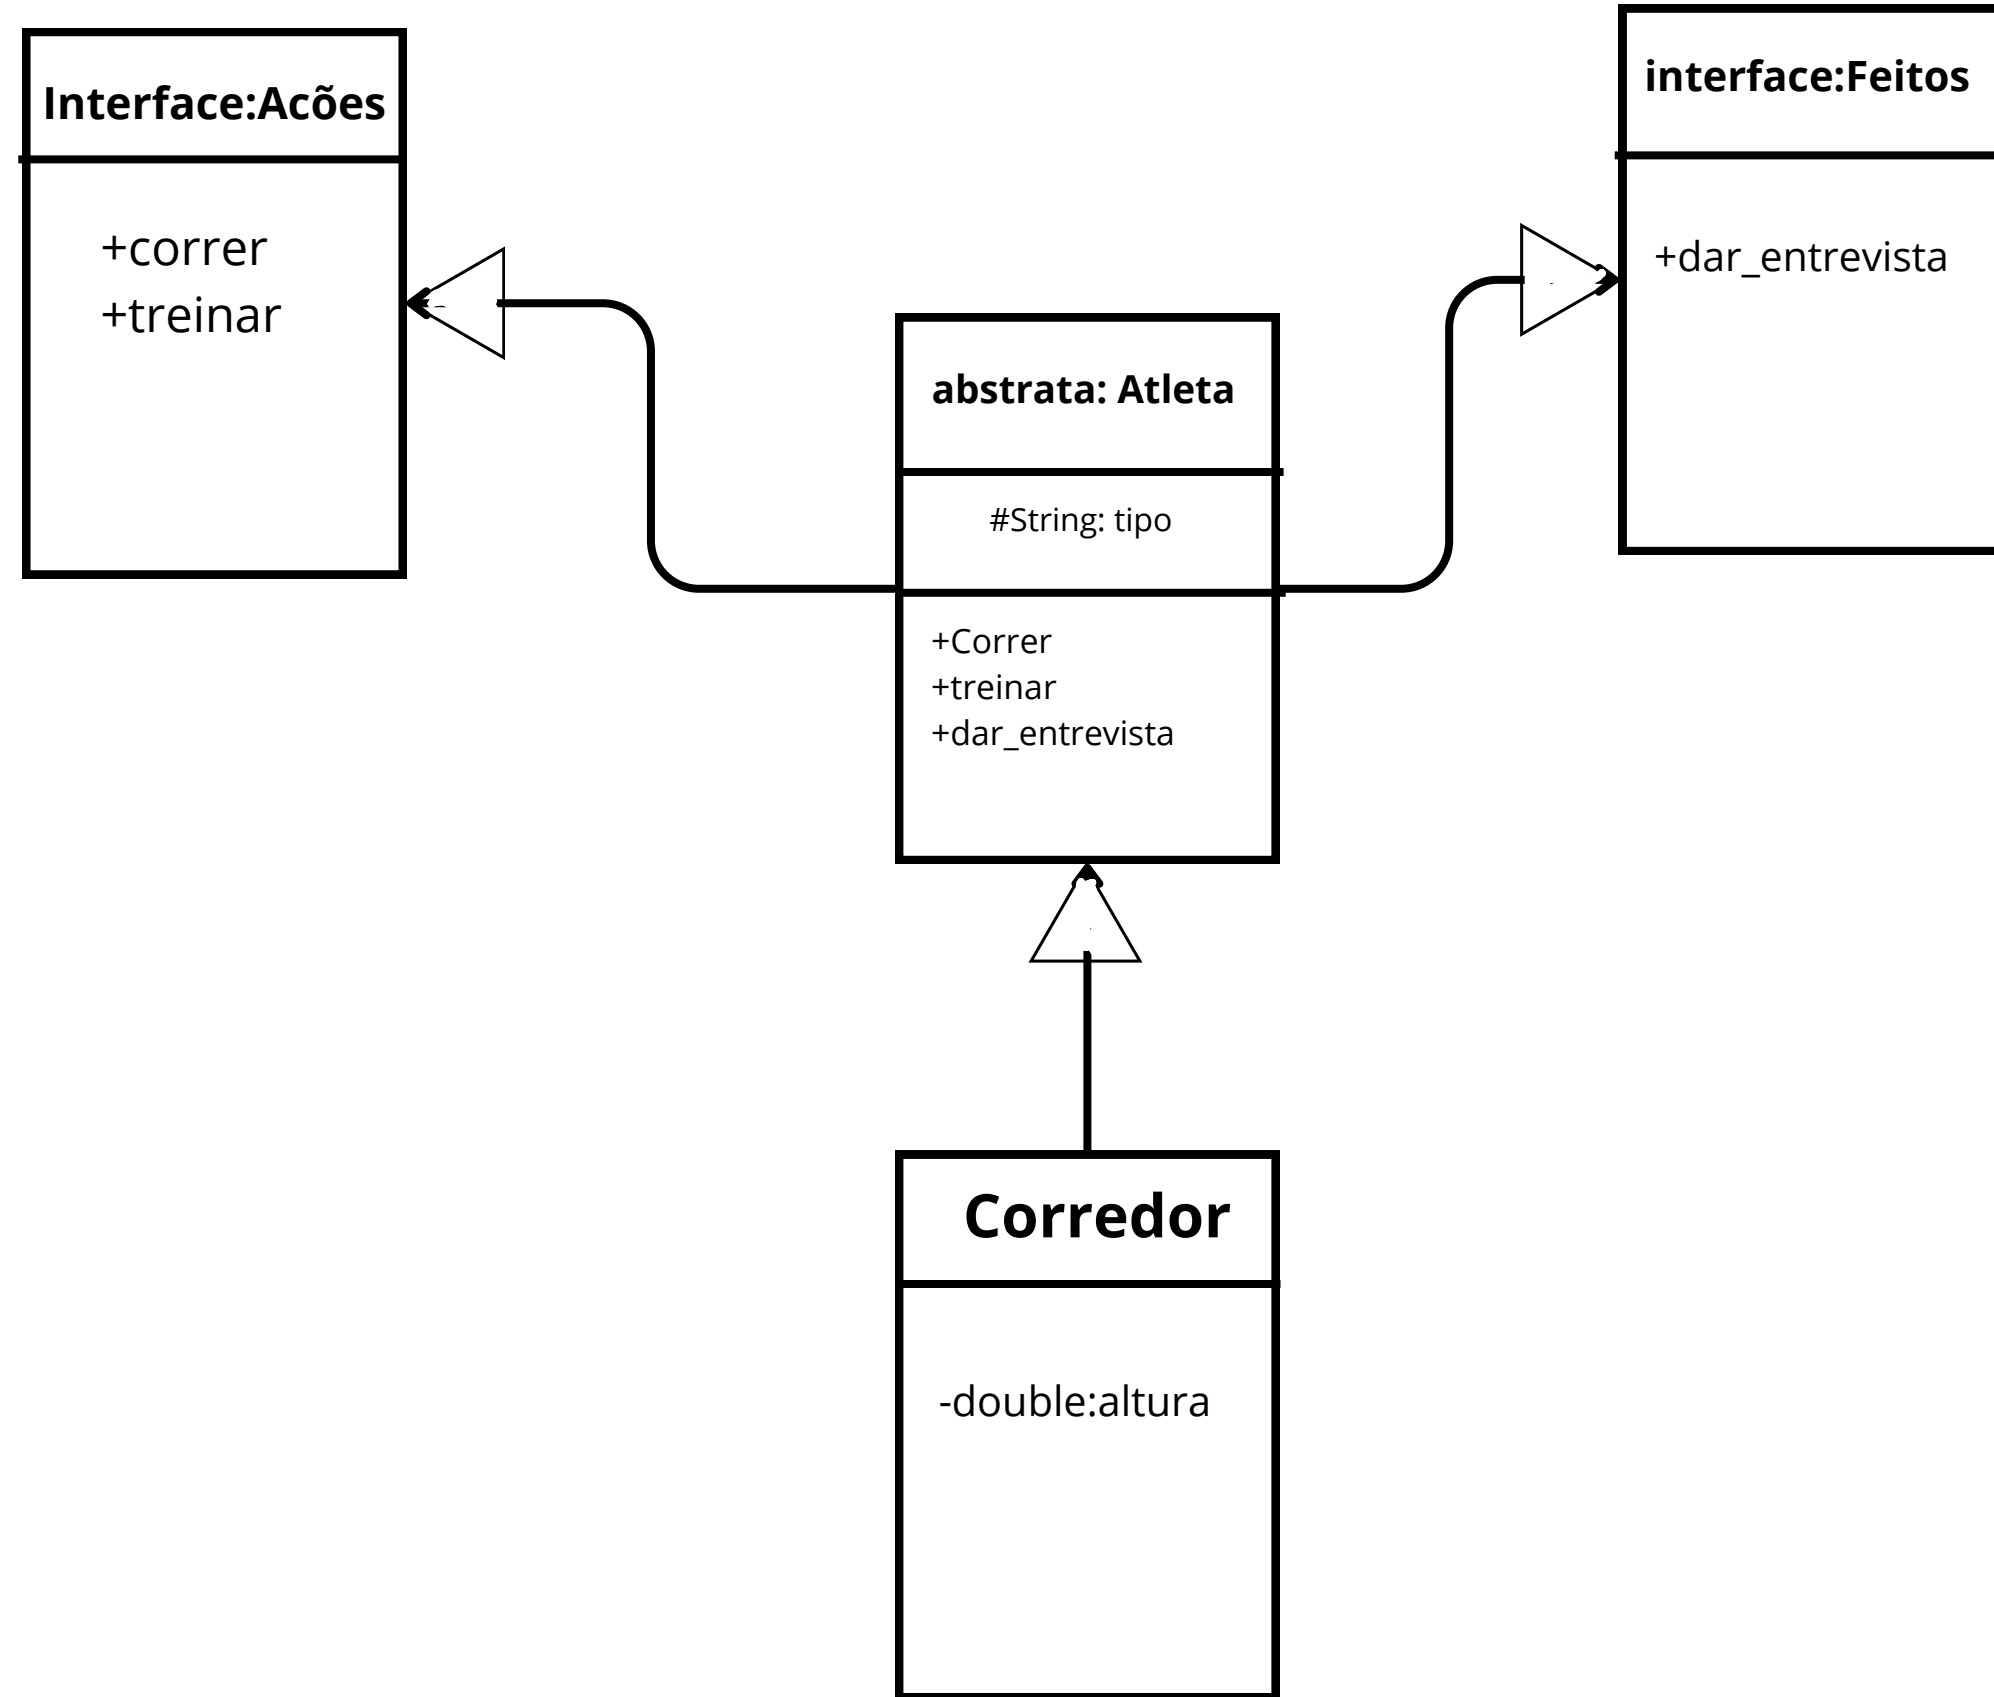 Interface:Acões
+correr
+treinar
interface:Feitos
+dar_entrevista
abstrata: Atleta
#String: tipo
+Correr
+treinar
+dar_entrevista
Corredor
-double:altura